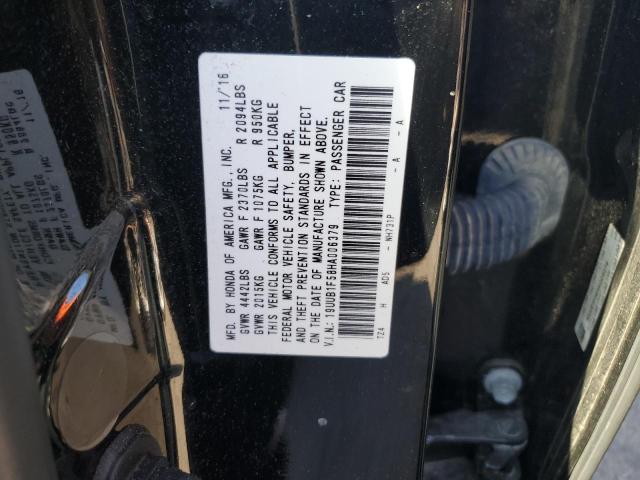 MFD. BY HONDA OF AMERICA MFG., INC. 11/'16
GVWR 4442LBS GAWR F 2370LBS R 2094LBS
GVWR 2015KG GAWR F 1075KG R 950KG
THIS VEHICLE CONFORMS TO ALL APPLICABLE
FEDERAL MOTOR VEHICLE SAFETY, BUMPER,
AND THEFT PREVENTION STANDARDS IN EFFECT
ON THE DATE OF MANUFACTURE SHOWN ABOVE.
V.I.N.: 19UUB1F58HA006379 TYPE: PASSENGER CAR
TZ4 H AD5 - NH731P - A - A